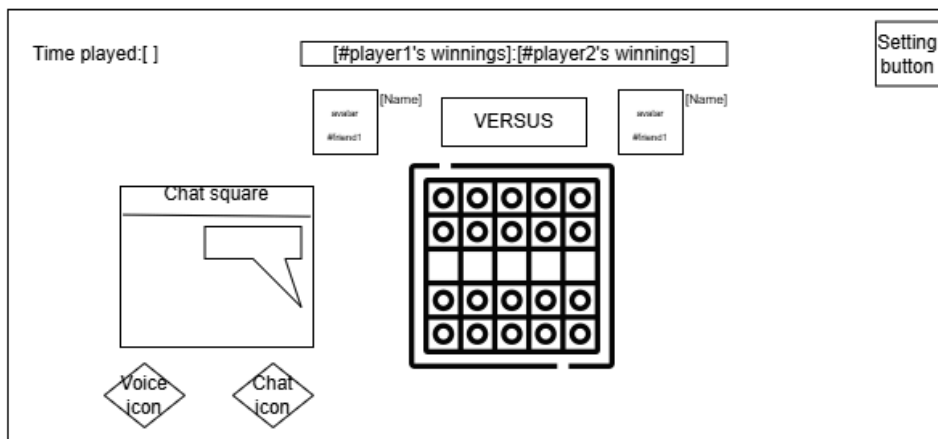 Time played:[ ]
[#player1's winnings]:[#player2's winnings]
Setting
button
avatar
#friend1
[Name]
VERSUS
avatar
#friend1
[Name]
Chat square
Voice
icon
Chat
icon